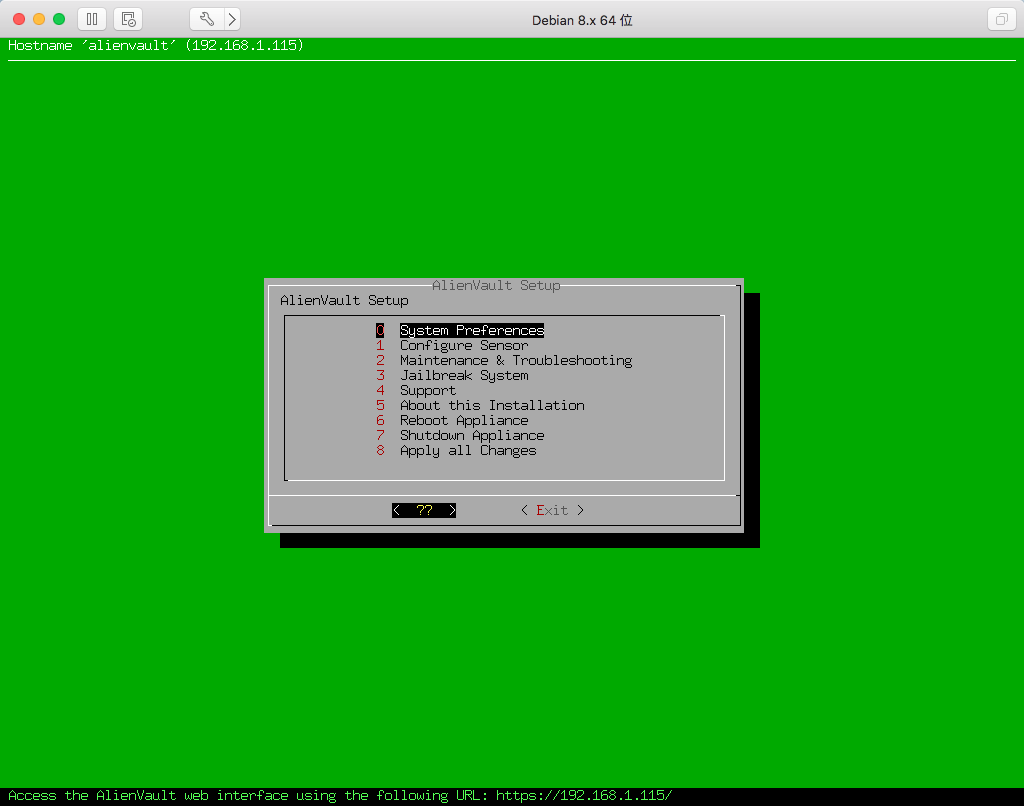 Debian 8.x 64 位
Hostname 'alienvault' (192.168.1.115)
AlienVault Setup
AlienVault Setup
0 System Preferences
1 Configure Sensor
2 Maintenance & Troubleshooting
3 Jailbreak System
4 Support
5 About this Installation
6 Reboot Appliance
7 Shutdown Appliance
8 Apply all Changes
< ?? > < Exit >
Access the AlienVault web interface using the following URL: https://192.168.1.115/